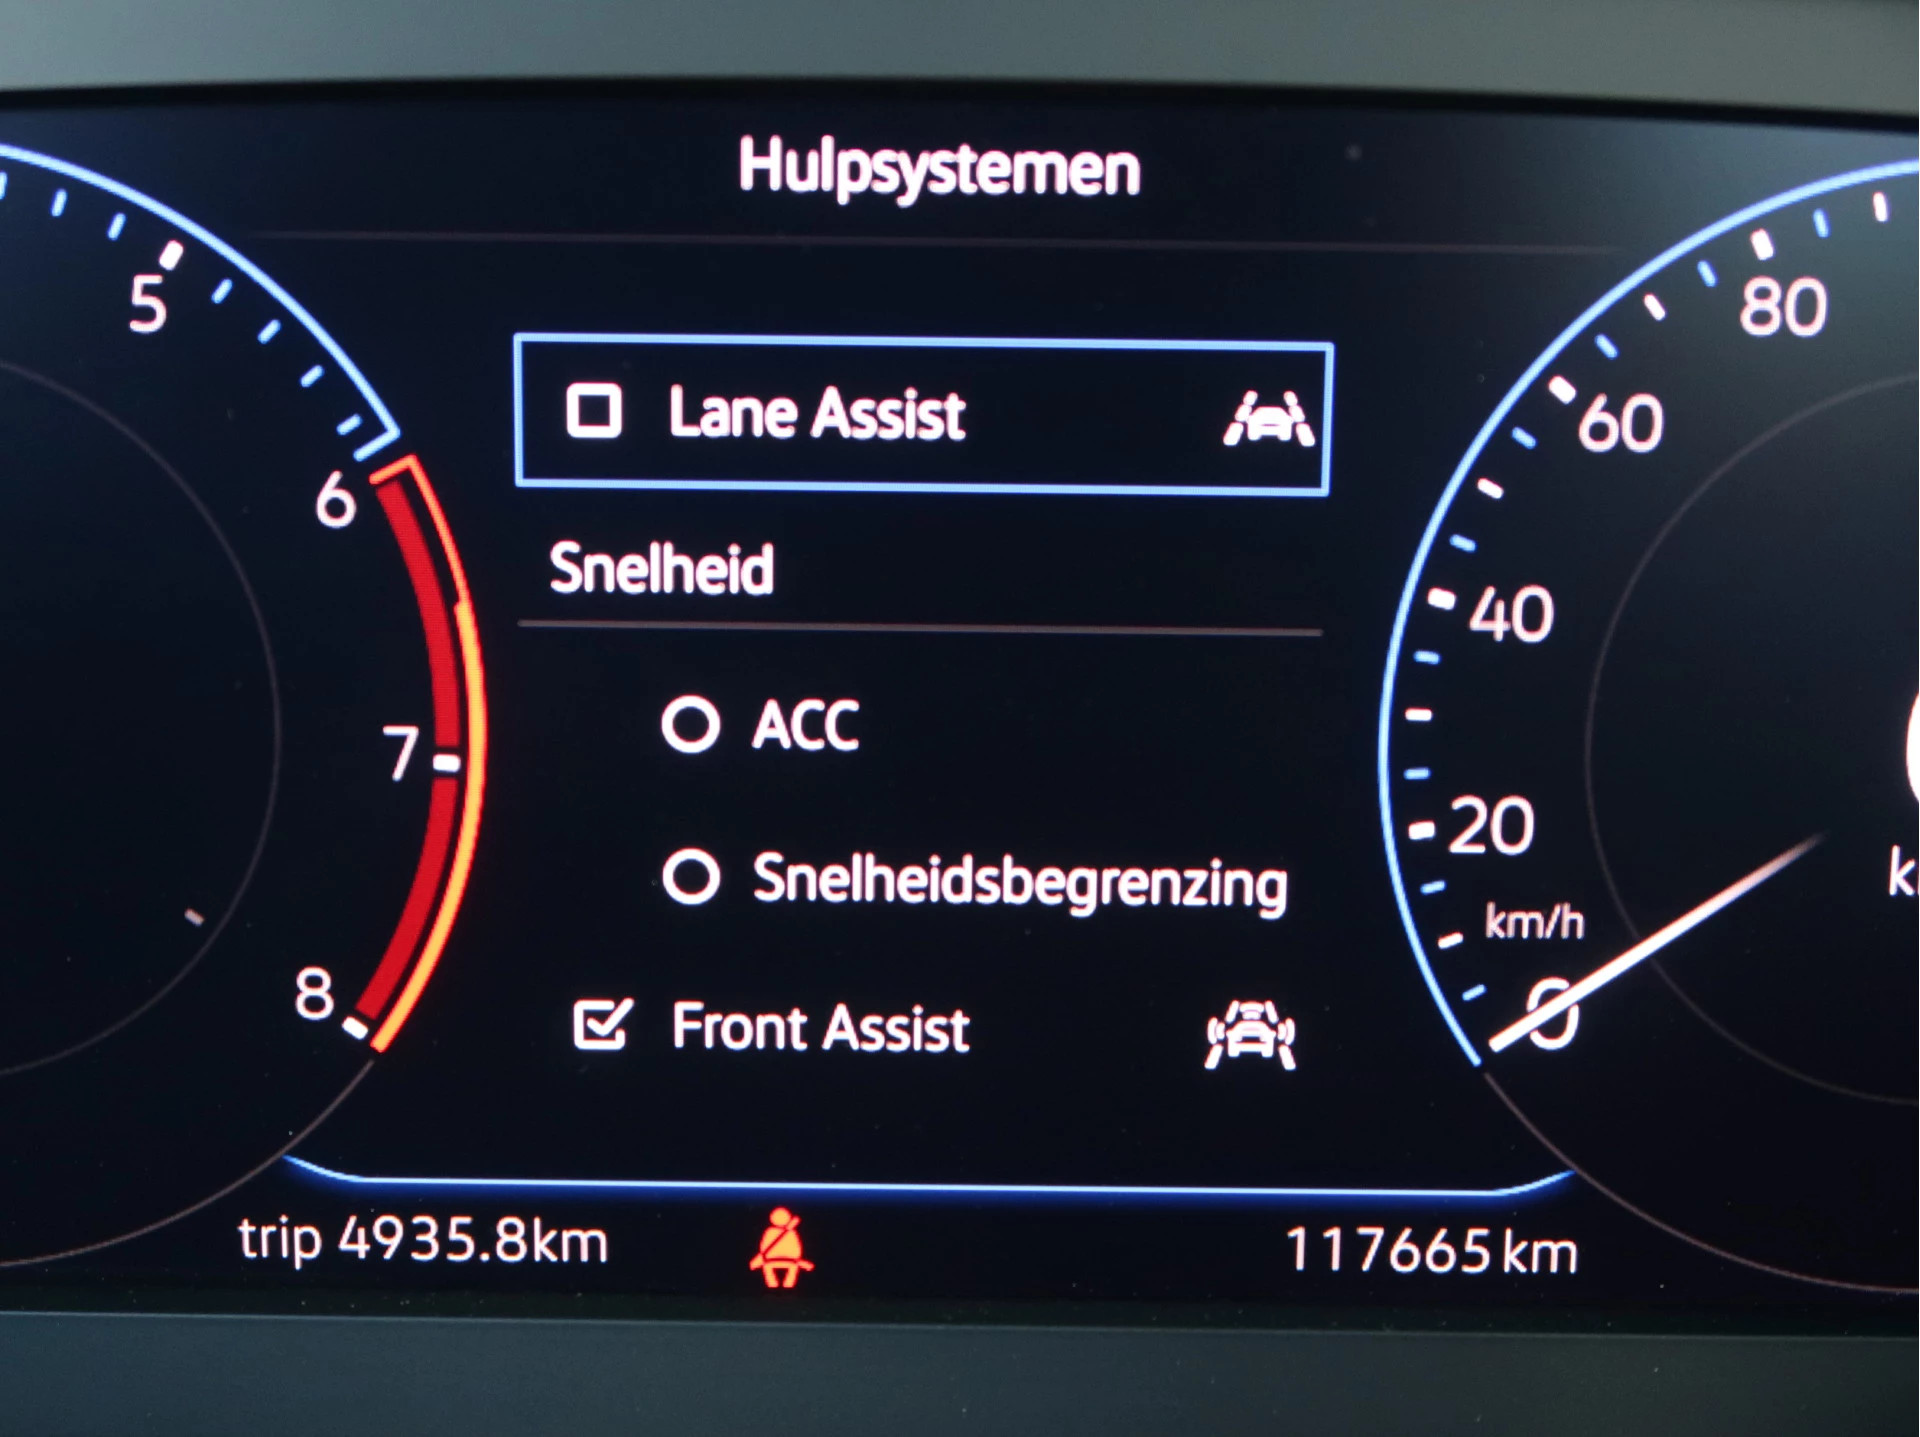 Hulpsystemen
5
6
7
8
Lane Assist
Snelheid
ACC
Snelheidsbegrenzing
Front Assist
80
60
40
20
km/h
0
trip 4935.8km
117665km